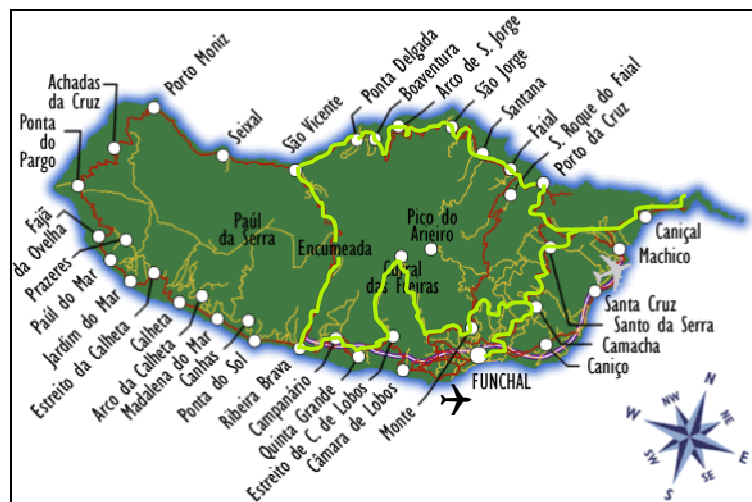 Porto Moniz
Achadas
da Cruz
Ponta
do
Pargo
Seixal
São Vicente
Ponta Delgada
Boaventura
Arco de S. Jorge
São Jorge
Santana
Faial
S. Roque do Faial
Porto da Cruz
Caniçal
Machico
Santa Cruz
Santo da Serra
Camacha
Caniço
FUNCHAL
Monte
Câmara de Lobos
Estreito de C. de Lobos
Quinta Grande
Campanário
Ribeira Brava
Ponta do Sol
Canhas
Madalena do Mar
Arco da Calheta
Calheta
Estreito da Calheta
Jardim do Mar
Paúl do Mar
Prazeres
Fajã
da Ovelha
Paúl
da Serra
Encumeada
Pico do
Arieiro
Curral
das Freiras
N
NE
E
SE
S
SW
W
NW